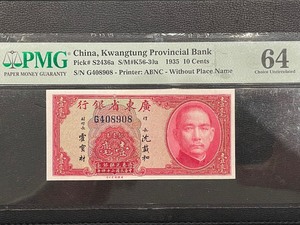 PMG
PAPER MONEY GUARANTY
China, Kwangtung Provincial Bank
Pick# S2436a S/M#K56-30a 1935 10 Cents
S/N G408908 - Printer: ABNC - Without Place Name
64
Choice Uncirculated
行銀省東廣
G408908